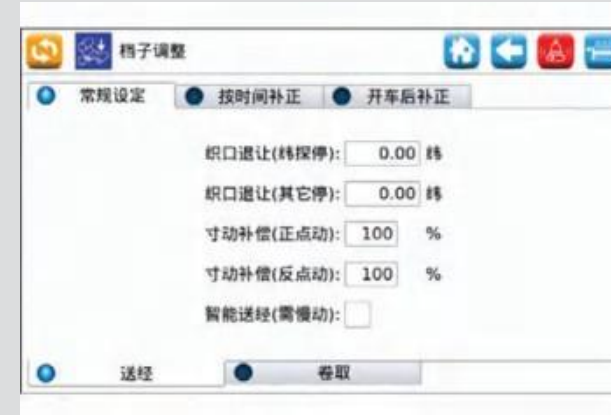 档子调整
常规设定 按时间补正 开车后补正
织口退让(纬探停): 0.00 纬
织口退让(其它停): 0.00 纬
寸动补偿(正点动): 100 %
寸动补偿(反点动): 100 %
智能送经(需慢动):
送经 卷取